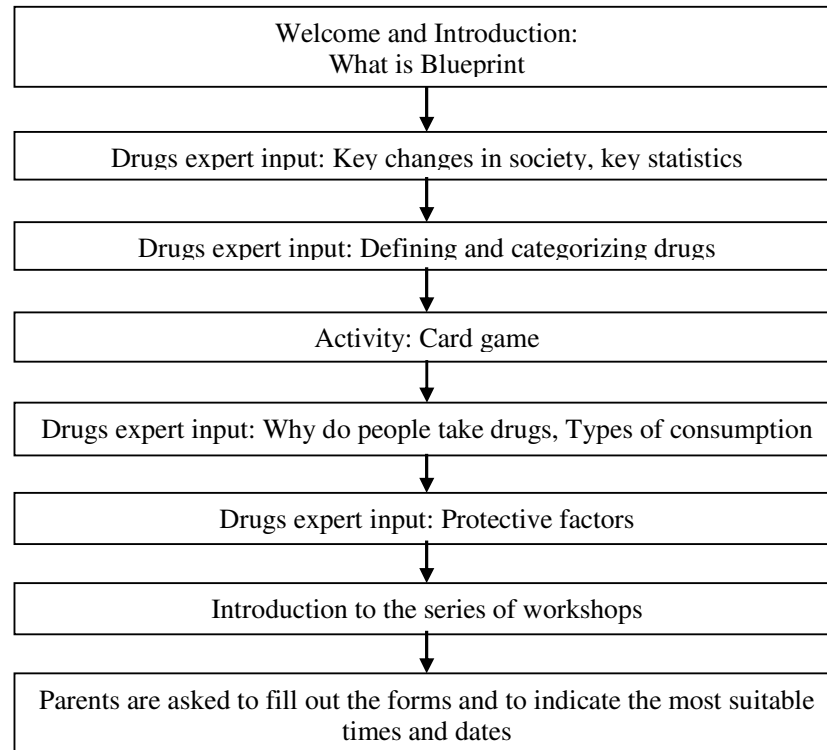 Welcome and Introduction:
What is Blueprint
Drugs expert input: Key changes in society, key statistics
Drugs expert input: Defining and categorizing drugs
Activity: Card game
Drugs expert input: Why do people take drugs, Types of consumption
Drugs expert input: Protective factors
Introduction to the series of workshops
Parents are asked to fill out the forms and to indicate the most suitable
times and dates